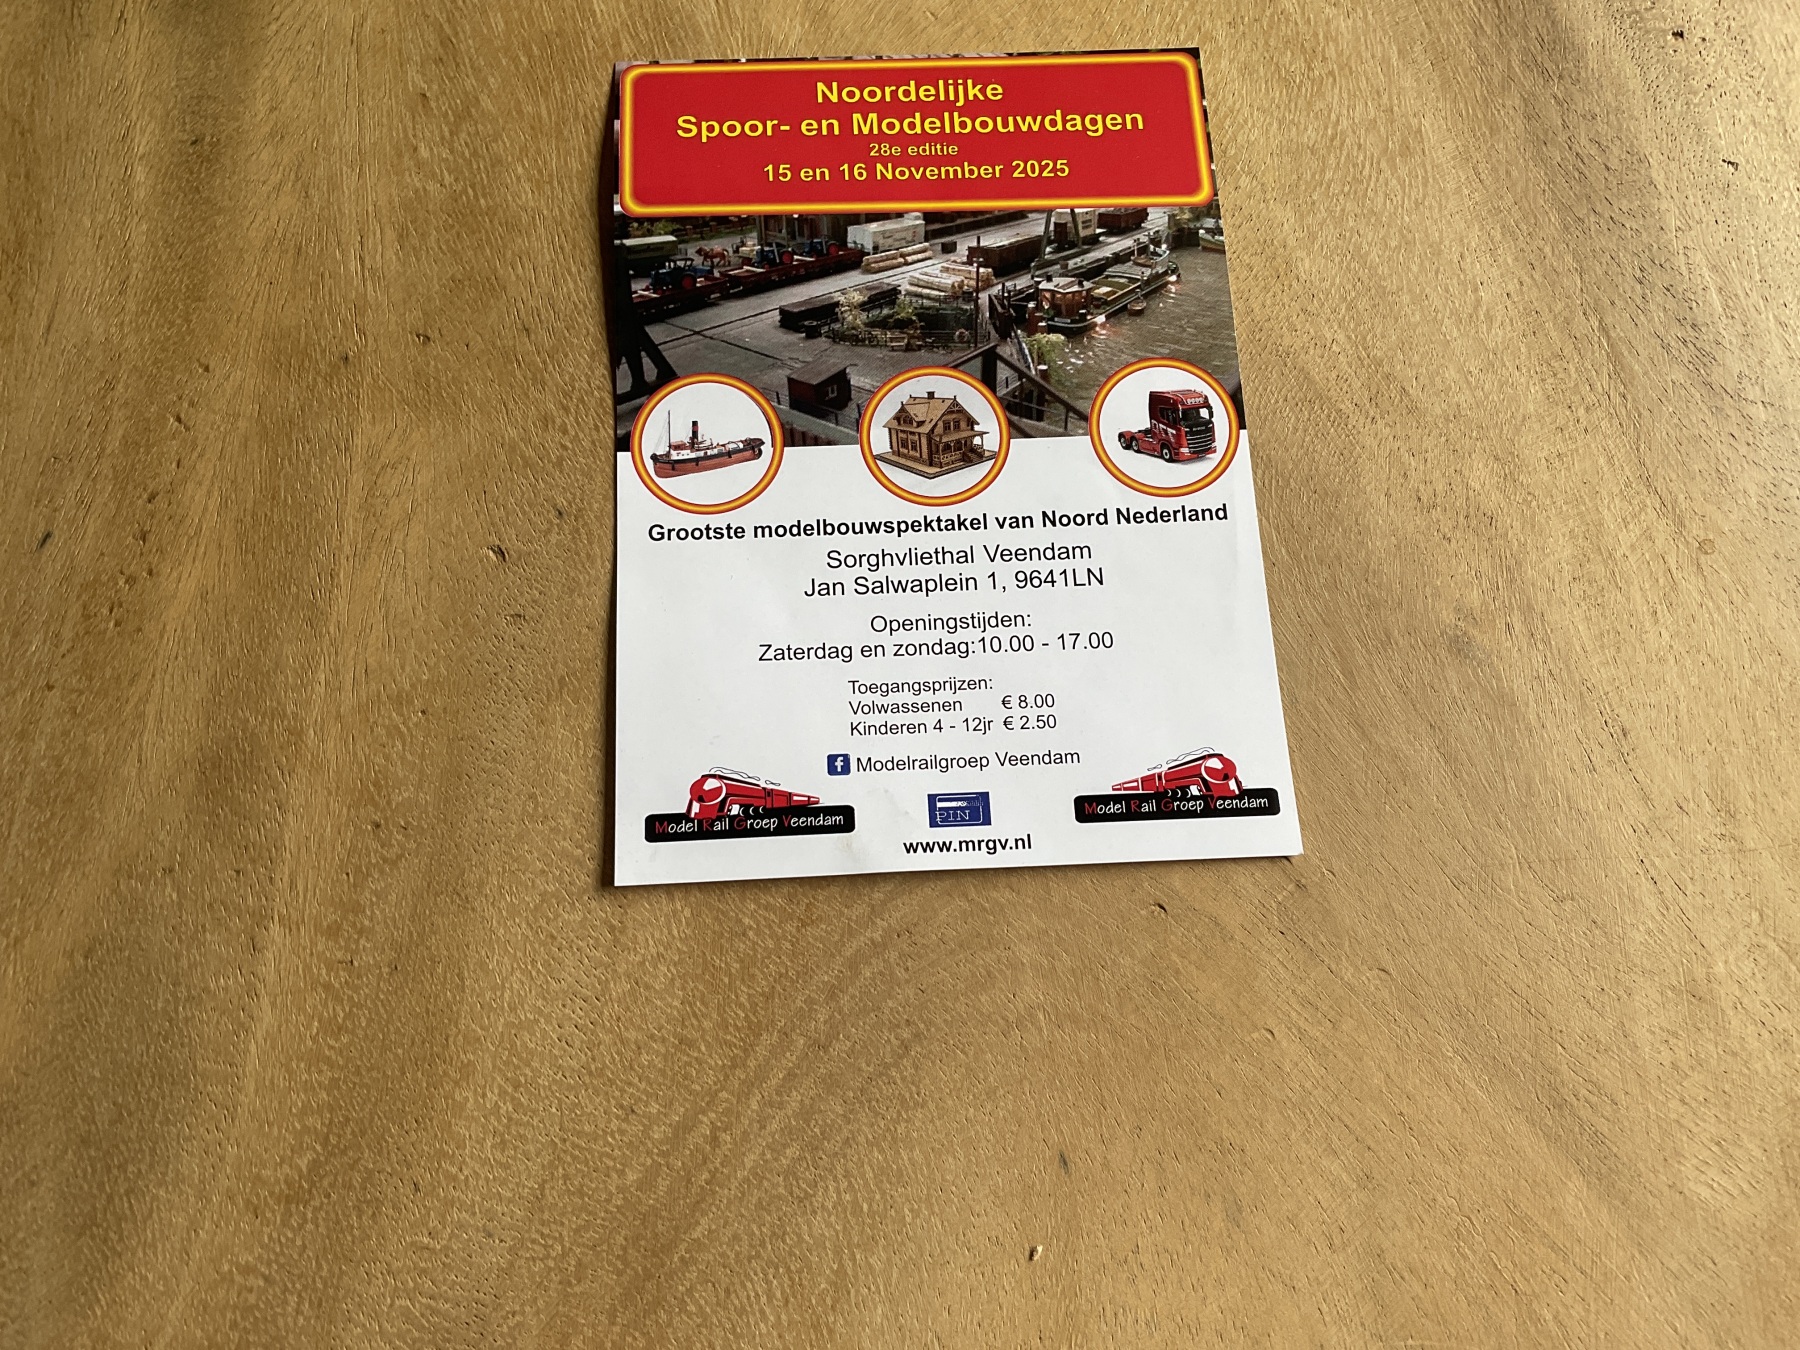 Noordelijke
Spoor- en Modelbouwdagen
28e editie
15 en 16 November 2025
Grootste modelbouwspektakel van Noord Nederland
Sorghvliethal Veendam
Jan Salwaplein 1, 9641LN
Openingstijden:
Zaterdag en zondag:10.00 - 17.00
Toegangsprijzen:
Volwassenen € 8.00
Kinderen 4 - 12jr € 2.50
f Modelrailgroep Veendam
Model Rail Groep Veendam
PIN
Model Rail Groep Veendam
www.mrgv.nl